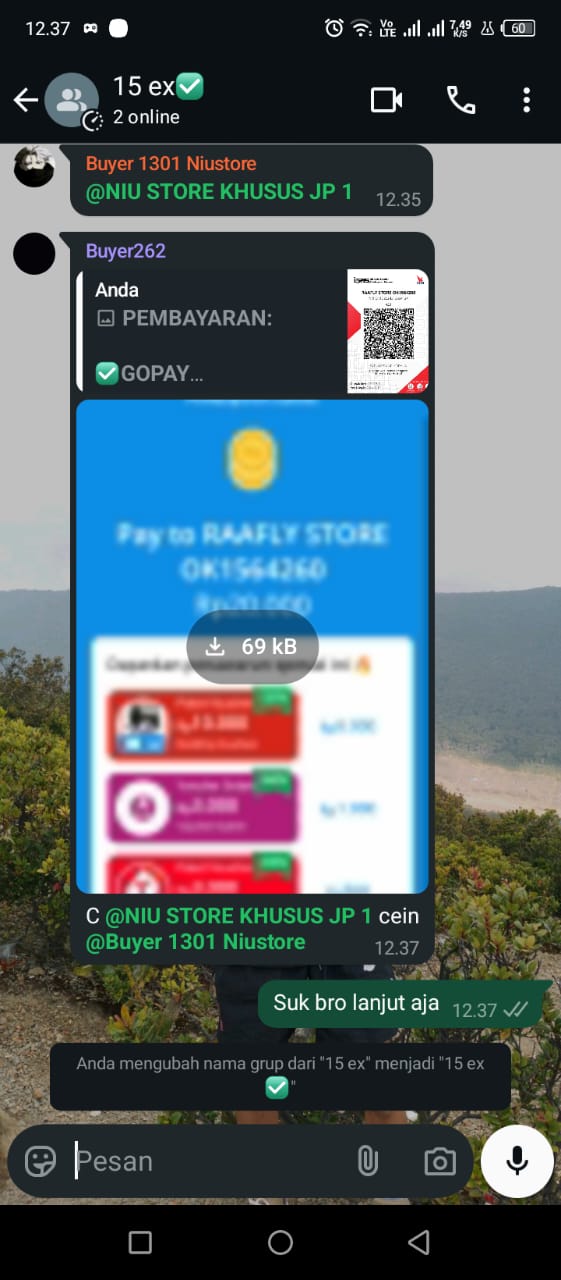 12.37
Vo
LTE
7,49
K/S
60
15 ex✅
2 online
Buyer 1301 Niustore
@NIU STORE KHUSUS JP 1
12.35
Buyer262
Anda
PEMBAYARAN:
✅GOPAY...
Pay to RAAFLY STORE
OK1564260
Rp20.000
69 kB
C @NIU STORE KHUSUS JP 1 cein
@Buyer 1301 Niustore
12.37
Suk bro lanjut aja
12.37
Anda mengubah nama grup dari "15 ex" menjadi "15 ex
✅"
Pesan